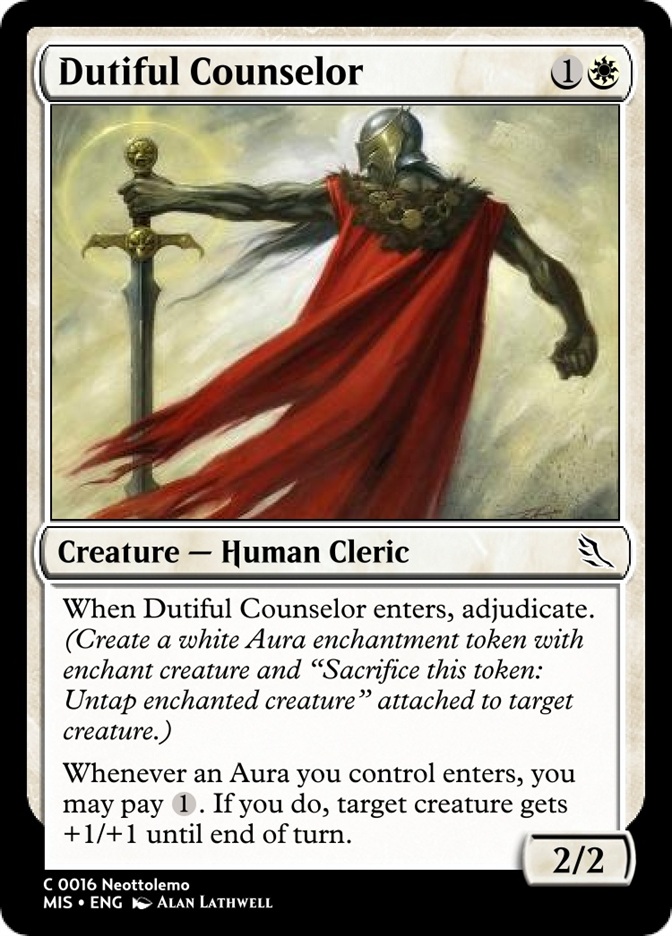 Dutiful Counselor 1
Creature — Human Cleric
When Dutiful Counselor enters, adjudicate.
(Create a white Aura enchantment token with
enchant creature and “Sacrifice this token:
Untap enchanted creature” attached to target
creature.)
Whenever an Aura you control enters, you
may pay 1. If you do, target creature gets
+1/+1 until end of turn.
2/2
C 0016 Neottolemo
MIS • ENG Alan Lathwell